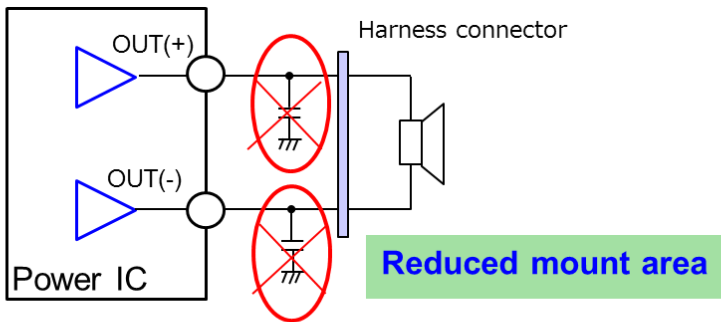 Harness connector
OUT(+)
OUT(-)
Reduced mount area
Power IC